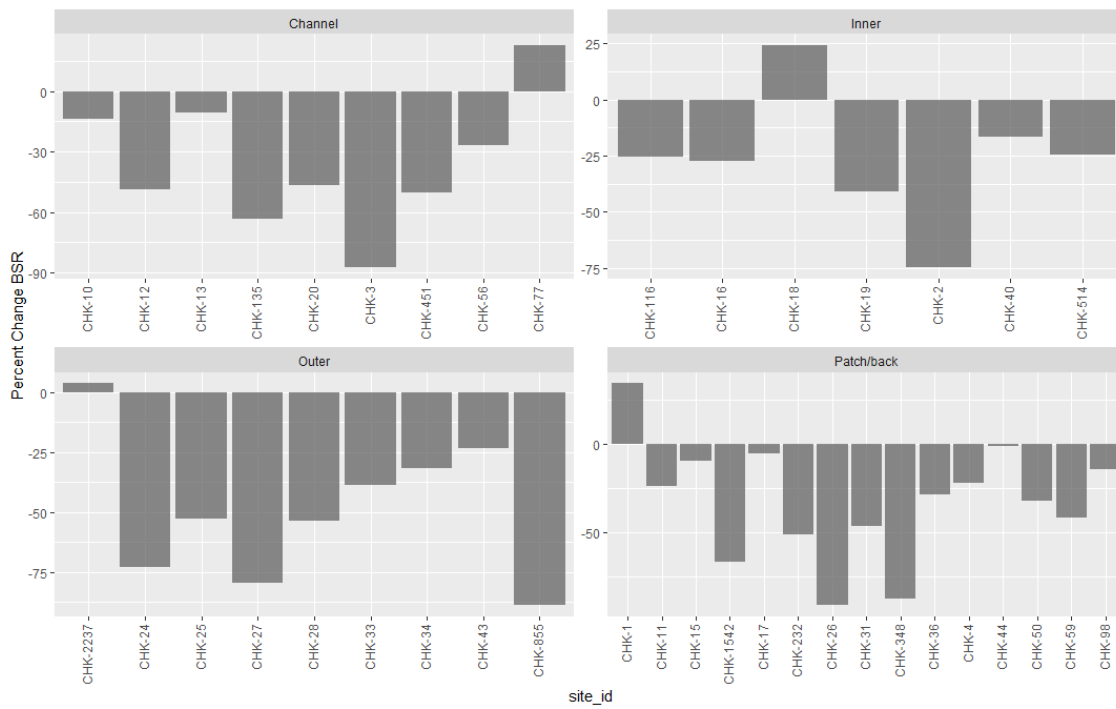 Channel
Inner
0
-30
-60
-90
25
0
-25
-50
-75
CHK-10
CHK-12
CHK-13
CHK-135
CHK-20
CHK-3
CHK-451
CHK-56
CHK-77
CHK-116
CHK-16
CHK-18
CHK-19
CHK-2
CHK-40
CHK-514
Percent Change BSR
Outer
Patch/back
0
-25
-50
-75
0
-50
CHK-2237
CHK-24
CHK-25
CHK-27
CHK-28
CHK-33
CHK-34
CHK-43
CHK-855
CHK-1
CHK-11
CHK-15
CHK-1542
CHK-17
CHK-232
CHK-26
CHK-31
CHK-348
CHK-36
CHK-4
CHK-44
CHK-50
CHK-59
CHK-98
site_id